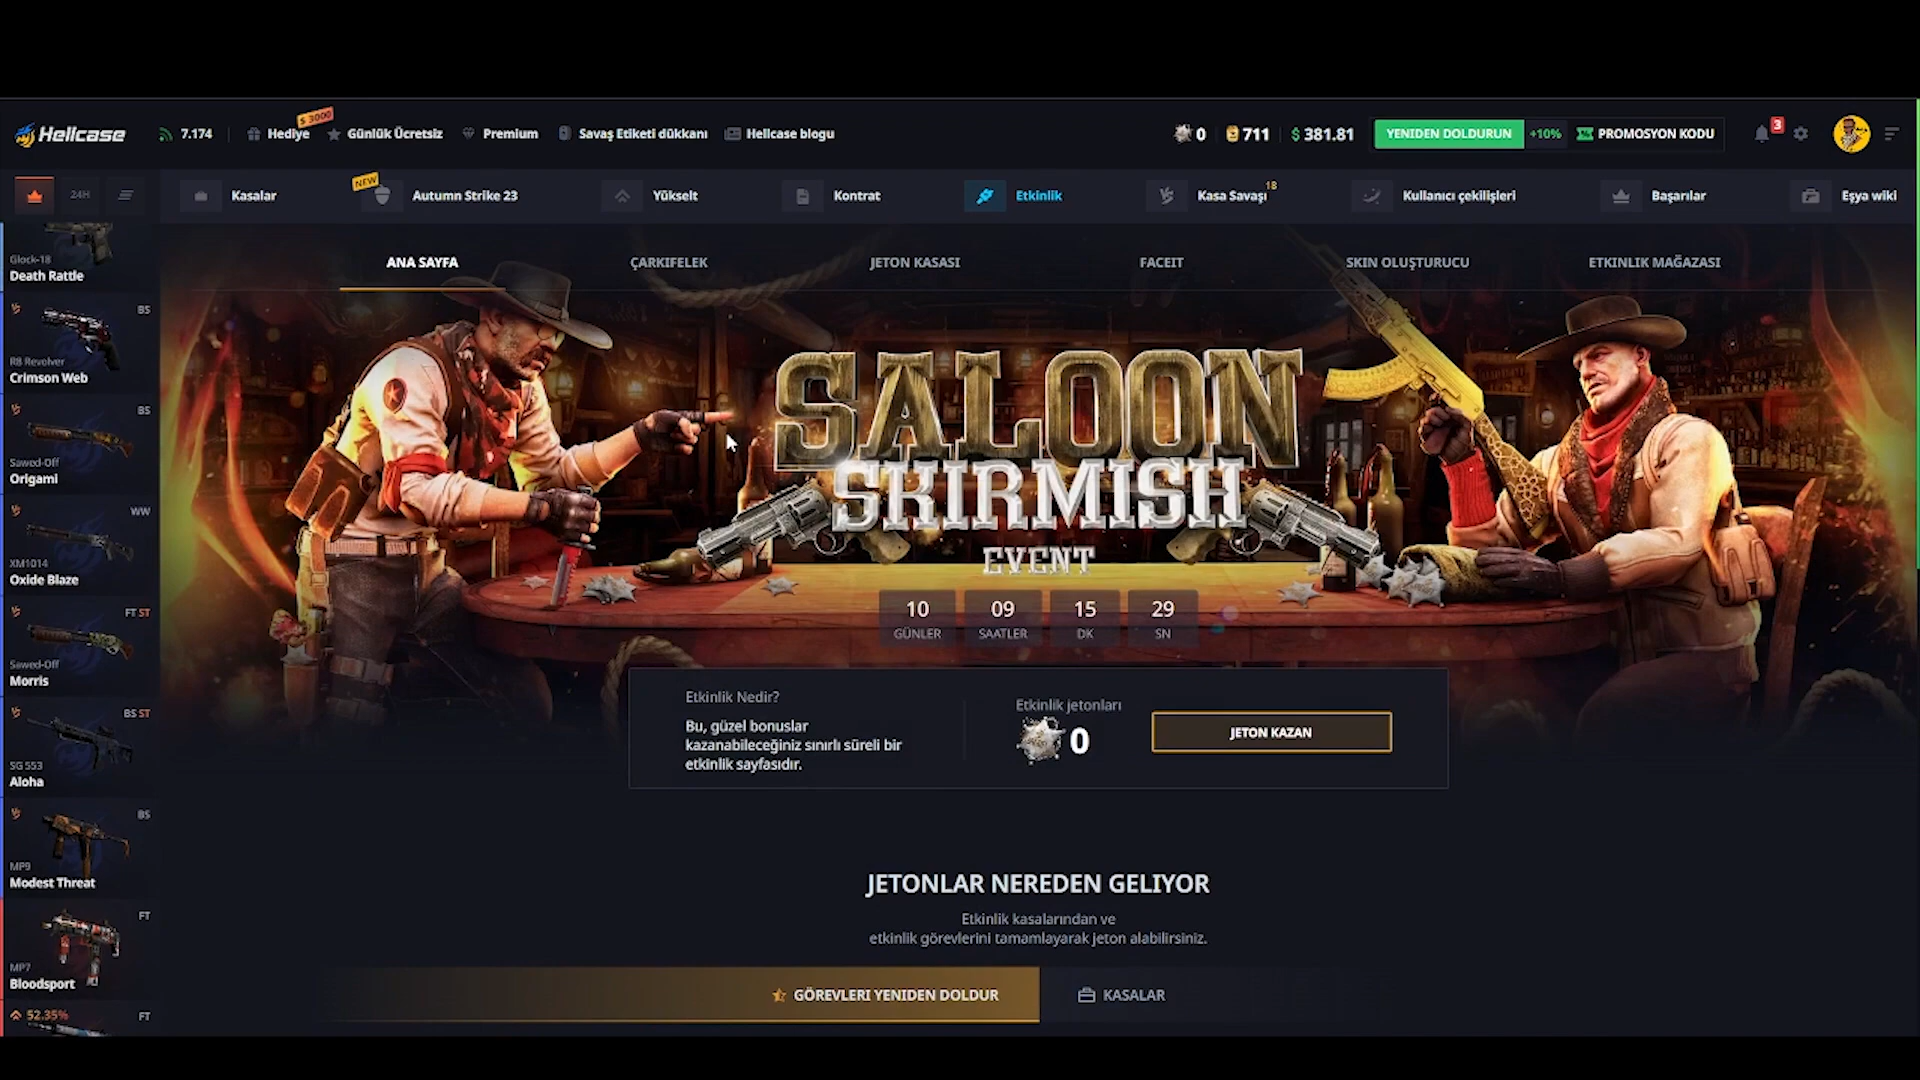 Hellcase
7.174
Hediye
$ 3000
Günlük Ücretsiz
Premium
Savaş Etiketi dükkanı
Hellcase blogu
0
711
$ 381.81
YENIDEN DOLDURUN
+10%
PROMOSYON KODU
3
24H
Kasalar
NEW
Autumn Strike 23
Yükselt
Kontrat
Etkinlik
Kasa Savaşı
18
Kullanıcı çekilişleri
Başarılar
Eşya wiki
ANA SAYFA
ÇARKIFELEK
JETON KASASI
FACEIT
SKIN OLUŞTURUCU
ETKINLIK MAĞAZASI
Glock-18
Death Rattle
BS
R8 Revolver
Crimson Web
BS
Sawed-Off
Origami
WW
XM1014
Oxide Blaze
FT ST
Sawed-Off
Morris
BS ST
SG 553
Aloha
BS
MP9
Modest Threat
FT
MP7
Bloodsport
52.35%
FT
SALOON
SKIRMISH
EVENT
10
GÜNLER
09
SAATLER
15
DK
29
SN
Etkinlik Nedir?
Bu, güzel bonuslar
kazanabileceğiniz sınırlı süreli bir
etkinlik sayfasıdır.
Etkinlik jetonları
0
JETON KAZAN
JETONLAR NEREDEN GELIYOR
Etkinlik kasalarından ve
etkinlik görevlerini tamamlayarak jeton alabilirsiniz.
GÖREVLERI YENIDEN DOLDUR
KASALAR